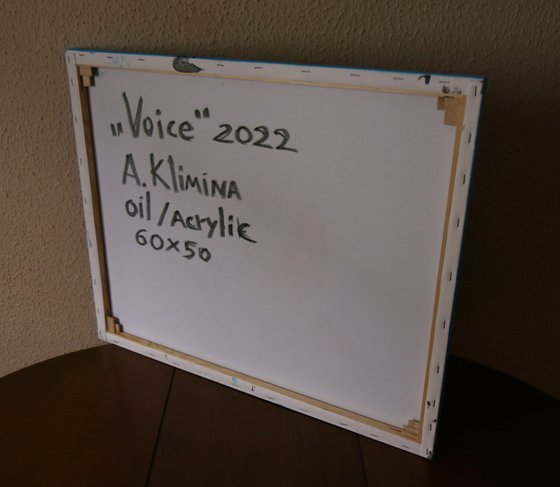 „Voice“ 2022
A. Klimina
oil / Acrylic
60x50